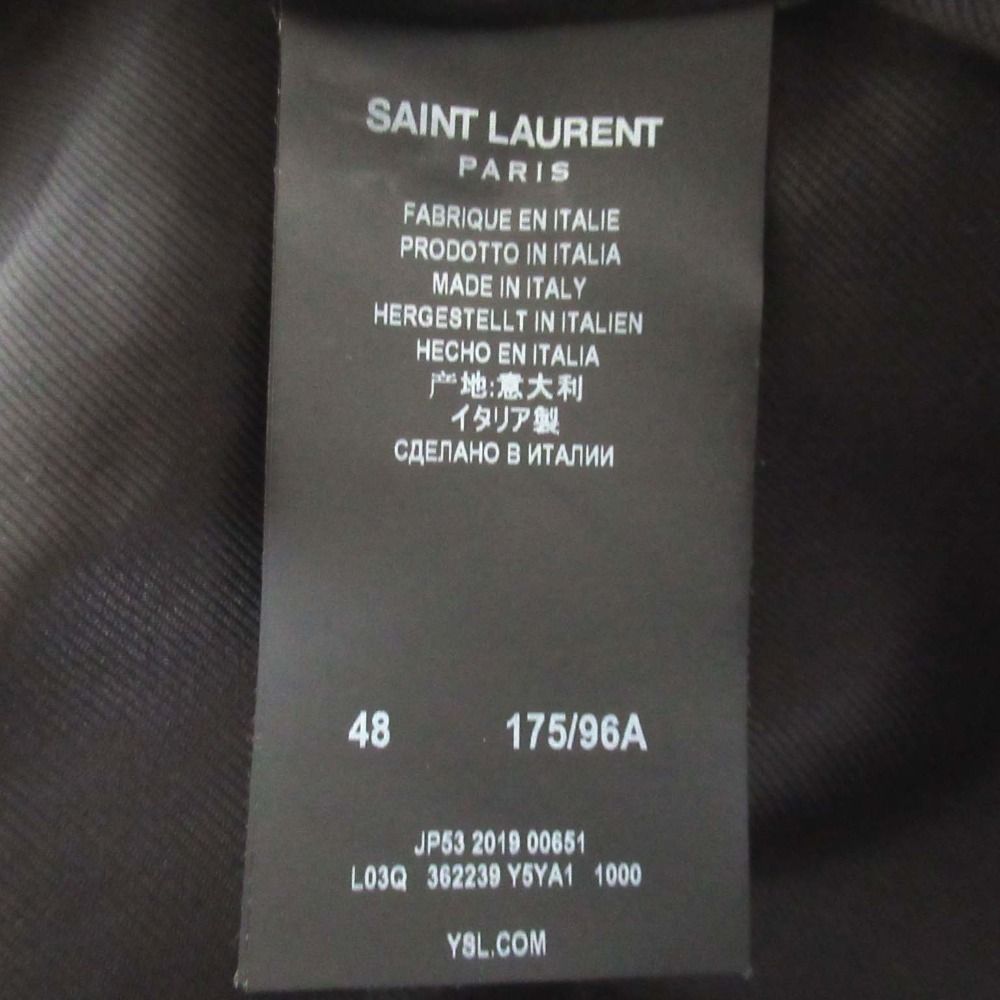 SAINT LAURENT
PARIS
FABRIQUE EN ITALIE
PRODOTTO IN ITALIA
MADE IN ITALY
HERGESTELLT IN ITALIEN
HECHO EN ITALIA
产地:意大利
イタリア製
СДЕЛАНО В ИТАЛИИ
48 175/96A
JP53 2019 00651
L03Q 362239 Y5YA1 1000
YSL.COM